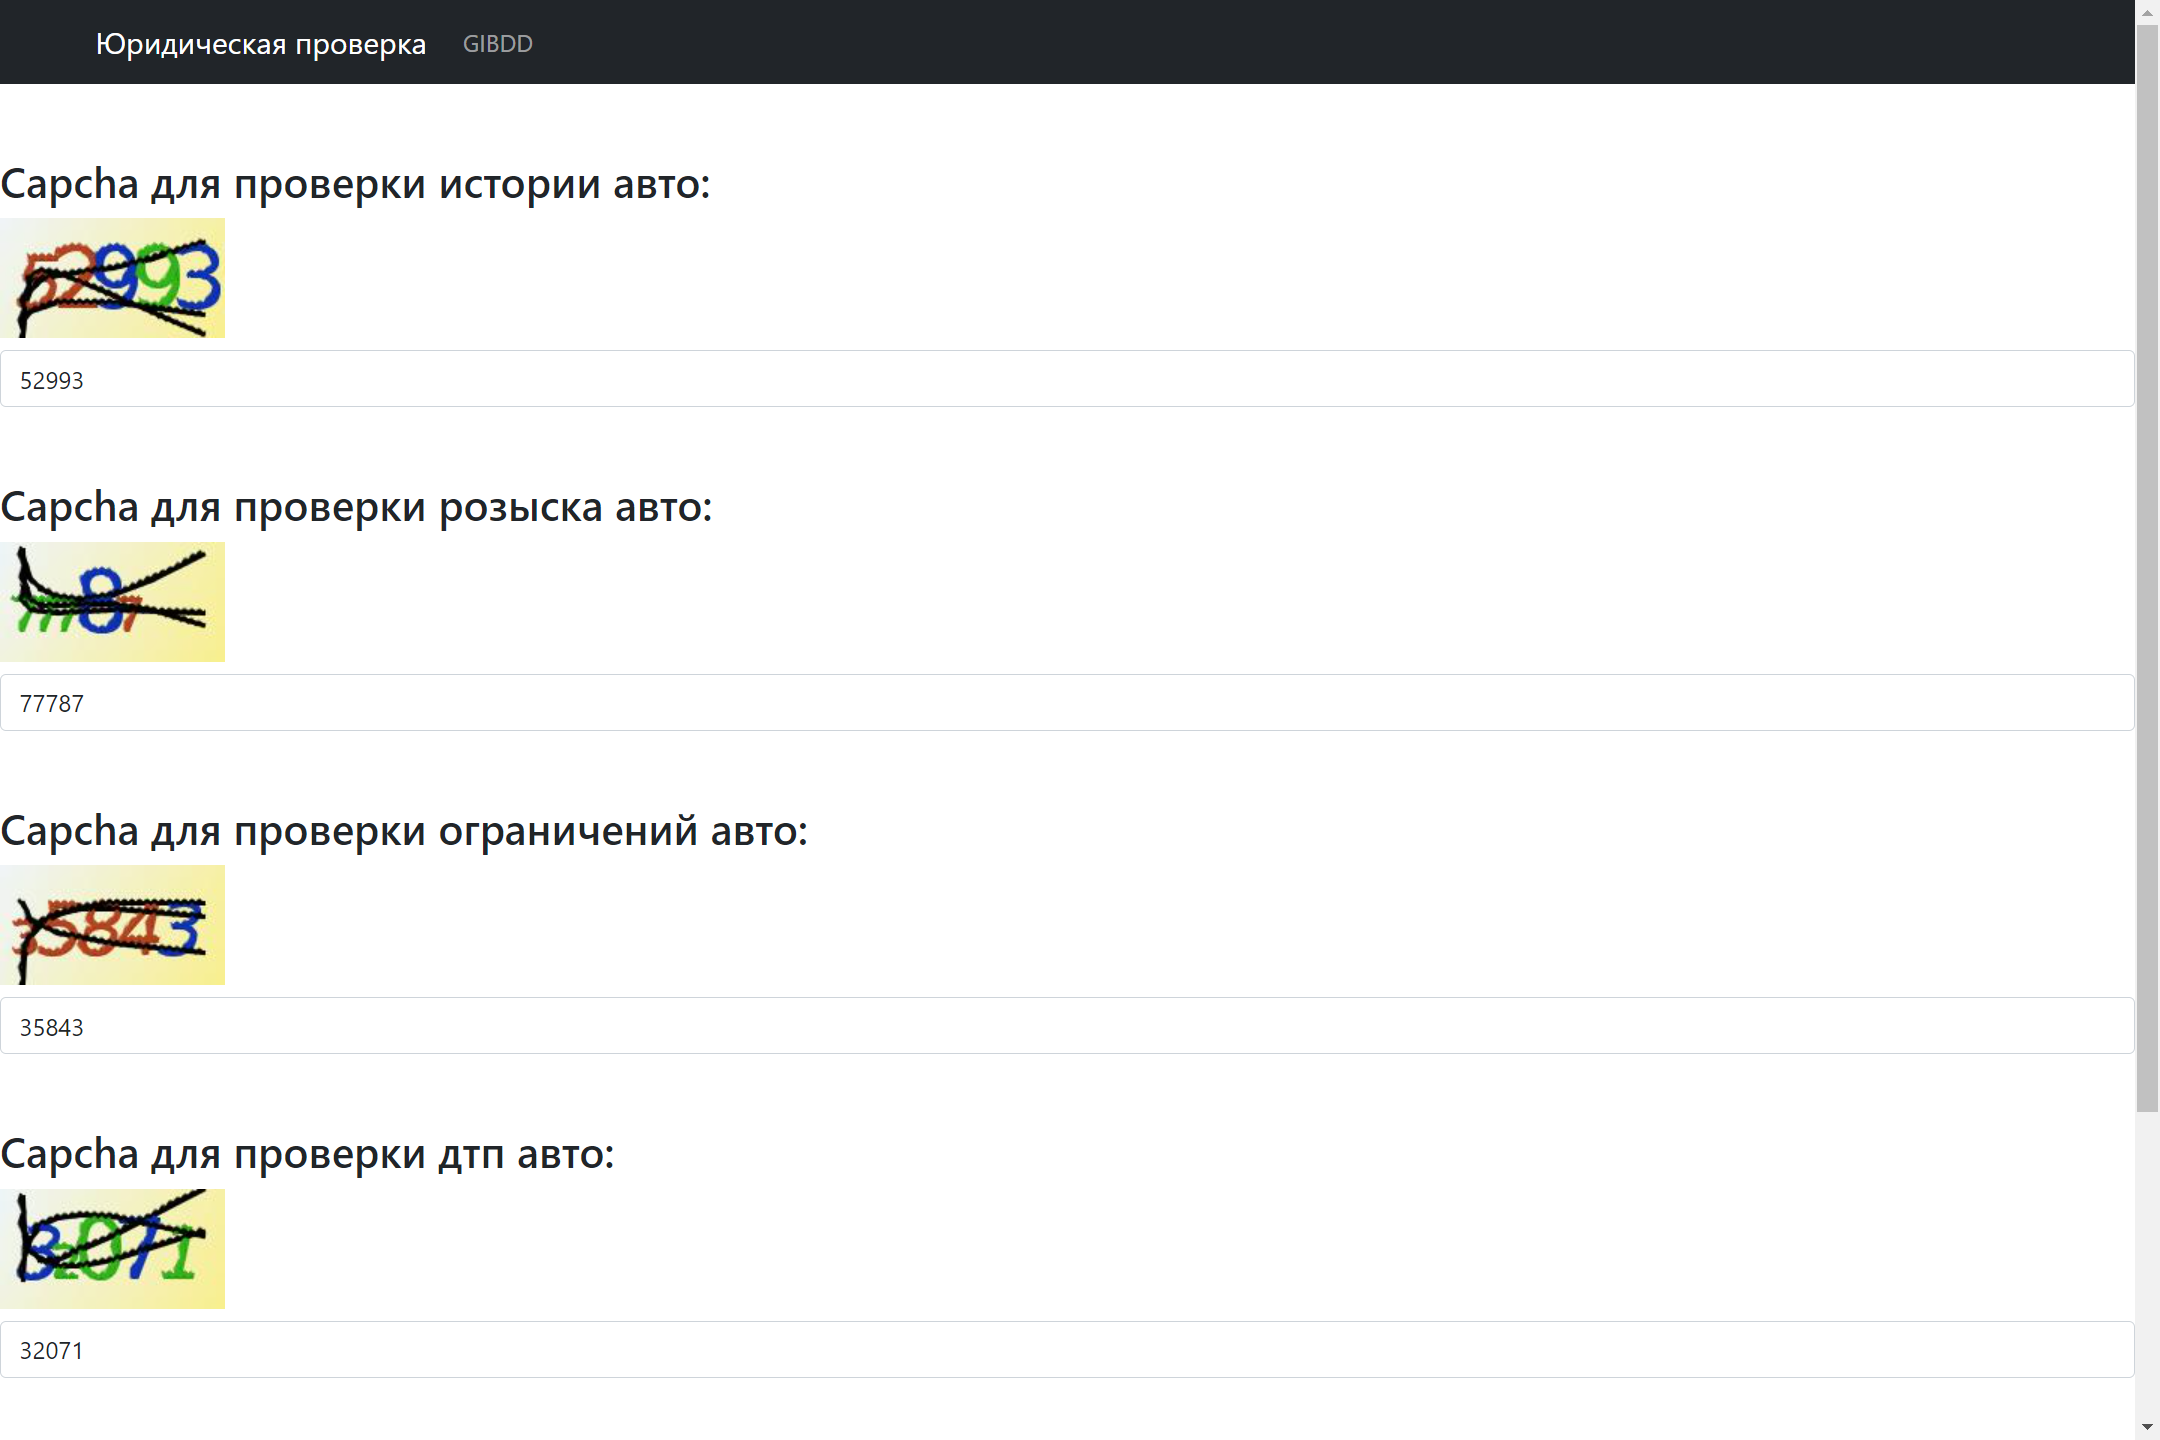 Юридическая проверка GIBDD
Capcha для проверки истории авто:
52993
52993
Capcha для проверки розыска авто:
77787
77787
Capcha для проверки ограничений авто:
35843
35843
Capcha для проверки дтп авто:
32071
32071